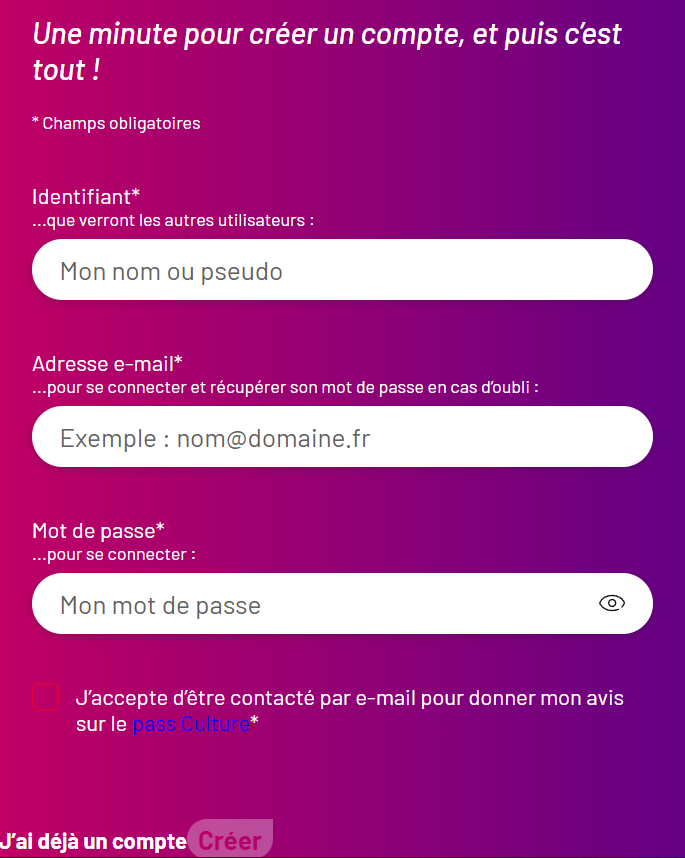 Une minute pour créer un compte, et puis c’est
tout !
* Champs obligatoires
Identifiant*
...que verront les autres utilisateurs :
Mon nom ou pseudo
Adresse e-mail*
...pour se connecter et récupérer son mot de passe en cas d’oubli :
Exemple : nom@domaine.fr
Mot de passe*
...pour se connecter :
Mon mot de passe
J’accepte d’être contacté par e-mail pour donner mon avis
sur le pass Culture*
J’ai déjà un compte Créer